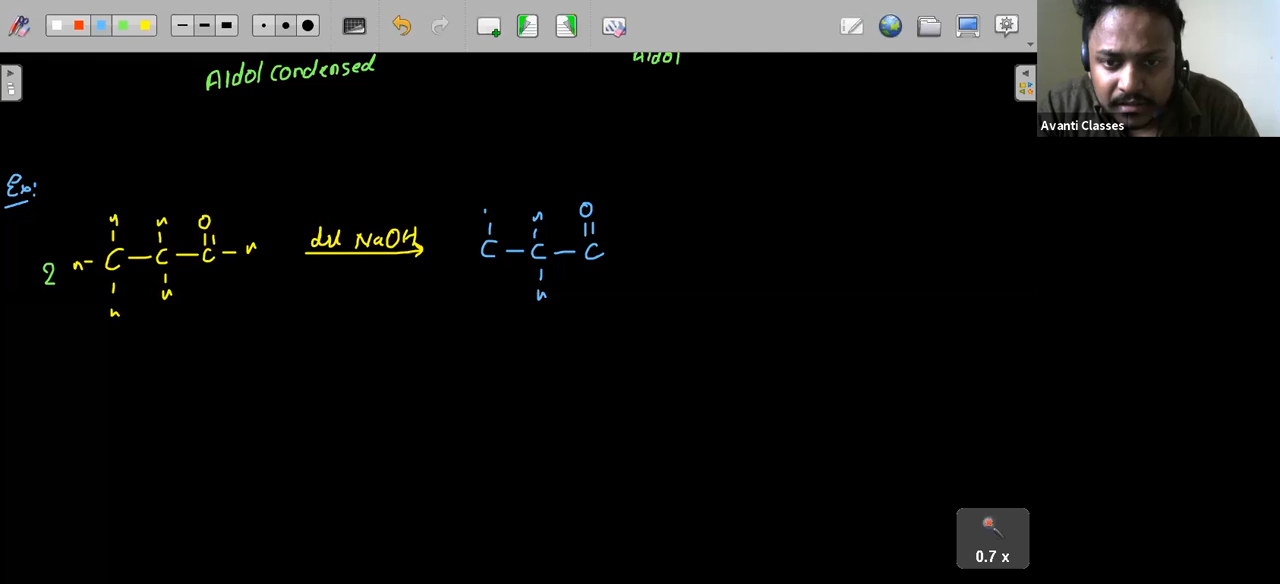 Aldol condensed
Aldol
Avanti Classes
Ex:
H H O
2 H - C - C - C - H
H
H
dil NaOH
H O
C - C - C
H
0.7 x